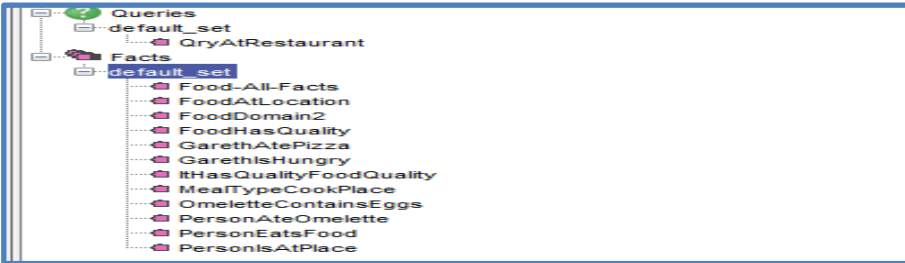 Queries
default_set
QryAtRestaurant
Facts
default_set
Food-All-Facts
FoodAtLocation
FoodDomain2
FoodHasQuality
GarethAtePizza
GarethIsHungry
ItHasQualityFoodQuality
MealTypeCookPlace
OmeletteContainsEggs
PersonAteOmelette
PersonEatsFood
PersonIsAtPlace